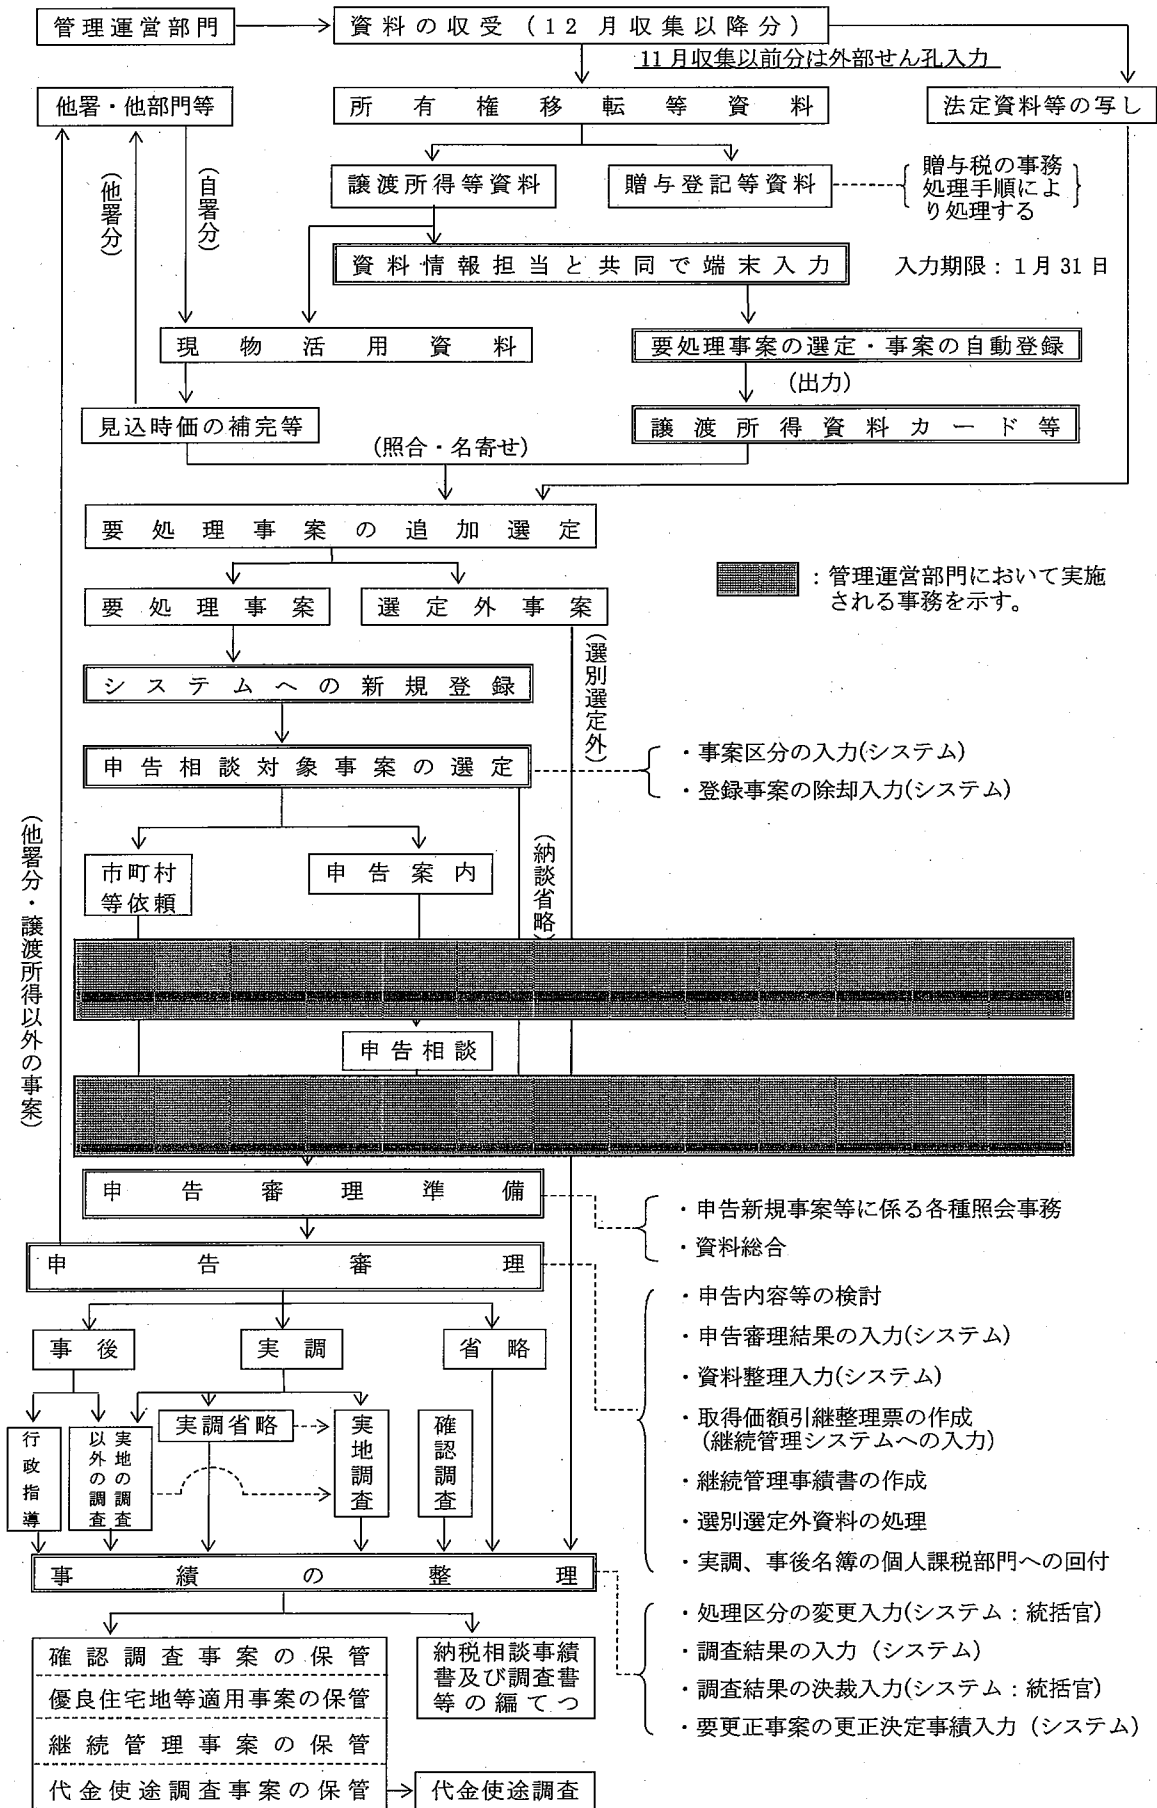 管理運営部門
資料の収受（12月収集以降分）
11月収集以前分は外部せん孔入力
他署・他部門等
所有権移転等資料
法定資料等の写し
(他署分)
(自署分)
譲渡所得等資料
贈与登記等資料
贈与税の事務
処理手順によ
り処理する
資料情報担当と共同で端末入力
入力期限：1月31日
現物活用資料
要処理事案の選定・事案の自動登録
(出力)
見込時価の補完等
譲渡所得資料カード等
(照合・名寄せ)
要処理事案の追加選定
：管理運営部門において実施
される事務を示す。
要処理事案
選定外事案
(選別選定外)
システムへの新規登録
申告相談対象事案の選定
・事案区分の入力(システム)
・登録事案の除却入力(システム)
(他署分・譲渡所得以外の事案)
市町村
等依頼
申告案内
(納談省略)
申告相談
申告審理準備
・申告新規事案等に係る各種照会事務
・資料総合
申告審理
・申告内容等の検討
・申告審理結果の入力(システム)
・資料整理入力(システム)
・取得価額引継整理票の作成
(継続管理システムへの入力)
・継続管理事績書の作成
・選別選定外資料の処理
・実調、事後名簿の個人課税部門への回付
事後
実調
省略
行政指導
実地の調査
以外の調査
実調省略
実地調査
確認調査
事績の整理
・処理区分の変更入力(システム：統括官)
・調査結果の入力（システム）
・調査結果の決裁入力(システム：統括官)
・要更正事案の更正決定事績入力（システム）
確認調査事案の保管
優良住宅地等適用事案の保管
継続管理事案の保管
代金使途調査事案の保管
納税相談事績
書及び調査書
等の編てつ
代金使途調査